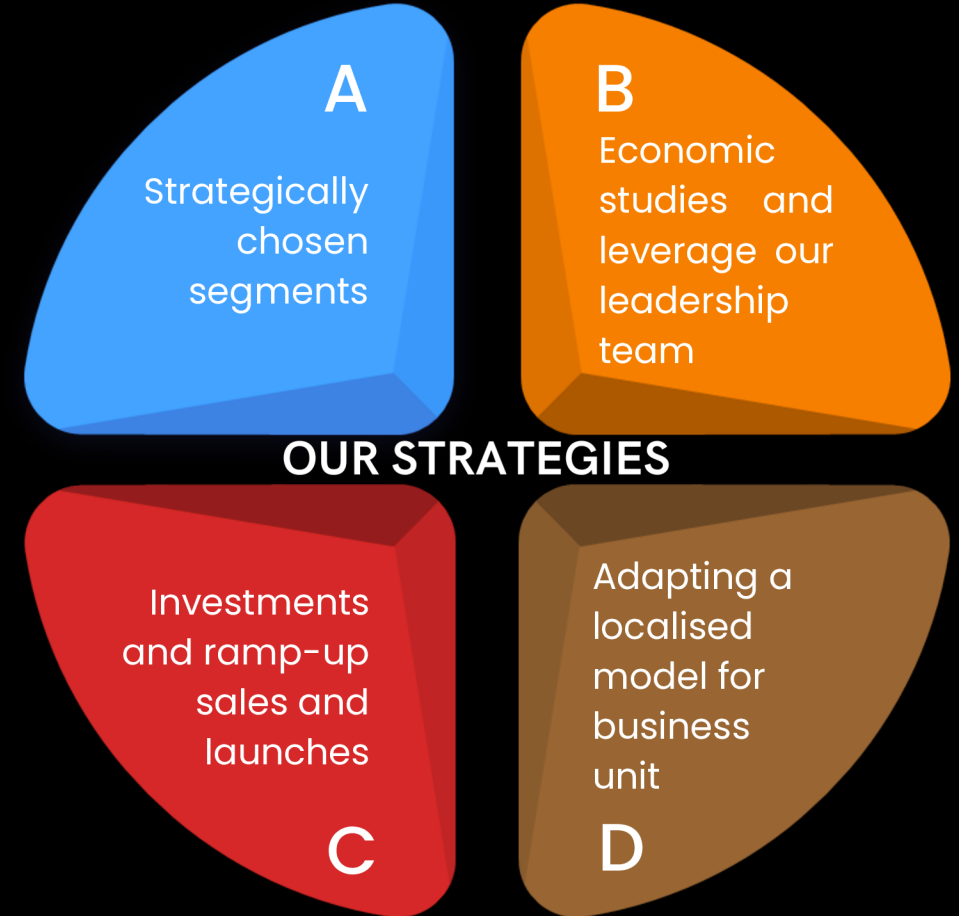 A
Strategically
chosen
segments
B
Economic
studies and
leverage our
leadership
team
OUR STRATEGIES
Investments
and ramp-up
sales and
launches
C
Adapting a
localised
model for
business
unit
D